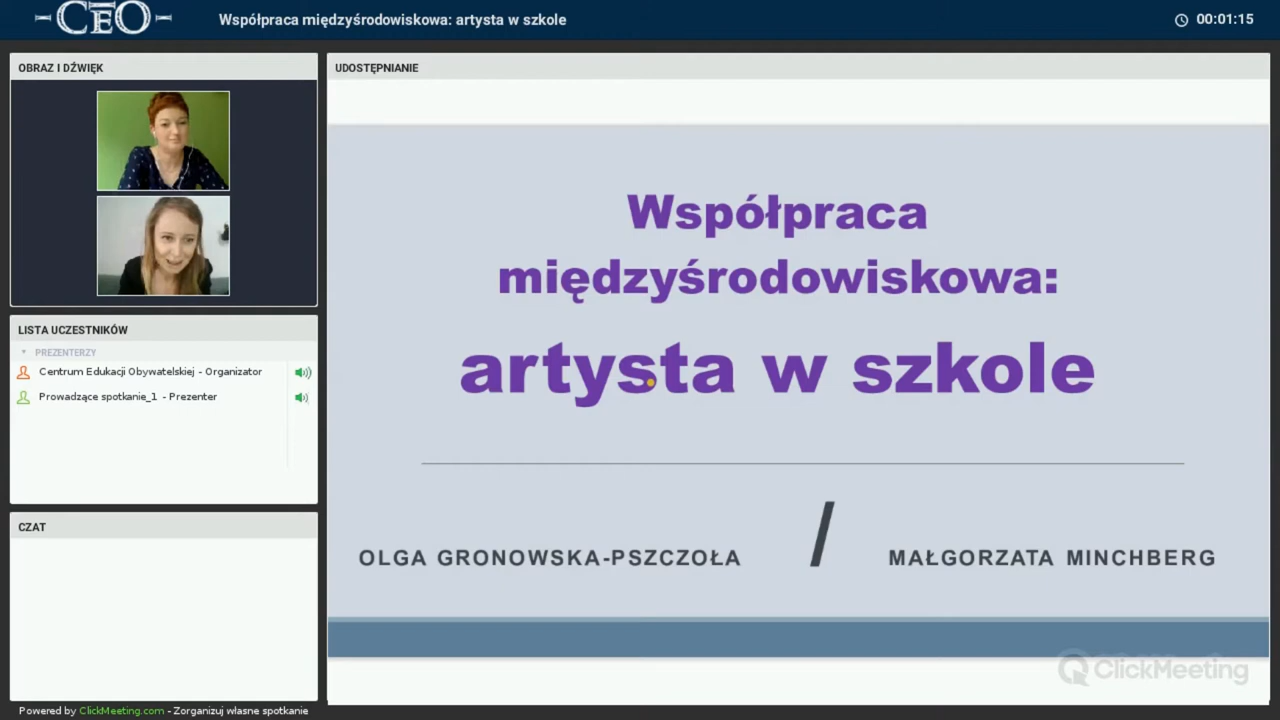 CEO
Współpraca międzyśrodowiskowa: artysta w szkole
00:01:15
OBRAZ I DŹWIĘK
LISTA UCZESTNIKÓW
PREZENTERZY
Centrum Edukacji Obywatelskiej - Organizator
Prowadzące spotkanie_1 - Prezenter
CZAT
Powered by ClickMeeting.com - Zorganizuj własne spotkanie
UDOSTĘPNIANIE
Współpraca
międzyśrodowiskowa:
artysta w szkole
OLGA GRONOWSKA-PSZCZOŁA / MAŁGORZATA MINCHBERG
ClickMeeting